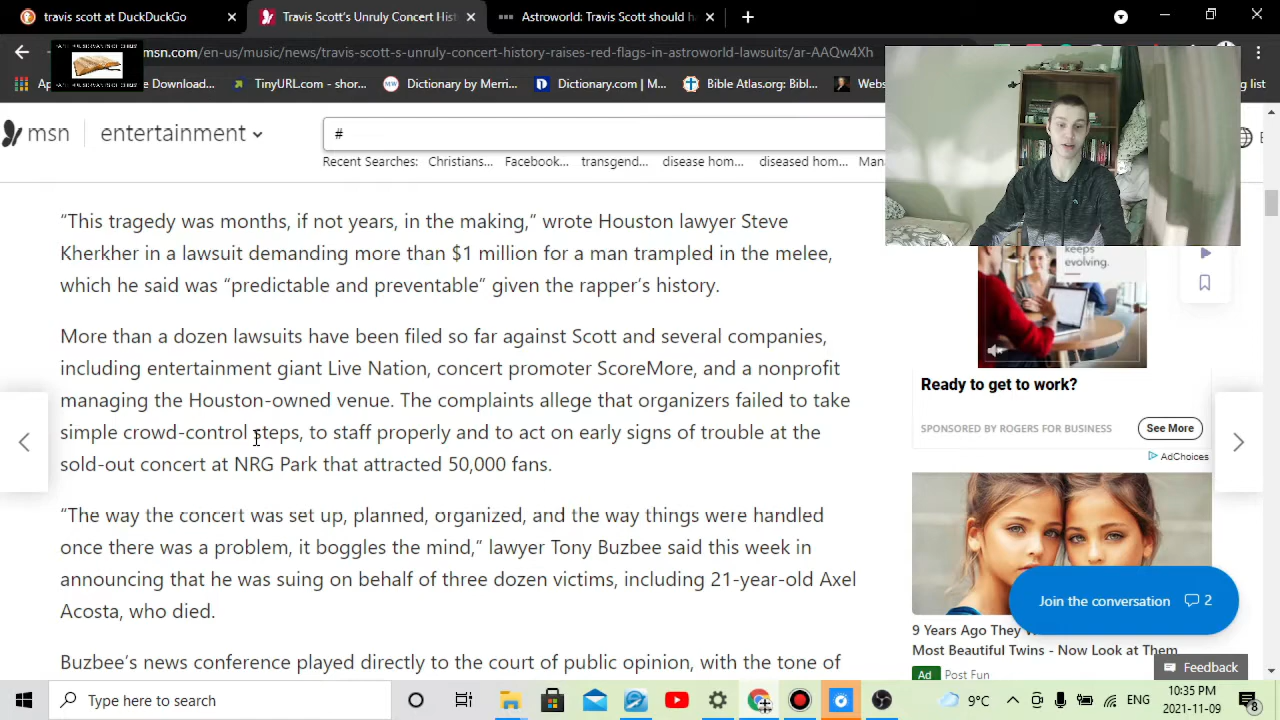 travis scott at DuckDuckGo
Travis Scott's Unruly Concert His
Astroworld: Travis Scott should h
msn.com/en-us/music/news/travis-scott-s-unruly-concert-history-raises-red-flags-in-astroworld-lawsuits/
TinyURL.com - sho
Dictionary by Merri...
Dictionary.com | M...
Bible Atlas
msn
entertainment
#
Recent Searches:
Christians...
Facebook...
transgend...
disease hom...
diseased hom...
“This tragedy was months, if not years, in the making,” wrote Houston lawyer Steve
Kherkher in a lawsuit demanding more than $1 million for a man trampled in the melee,
which he said was “predictable and preventable” given the rapper’s history.
More than a dozen lawsuits have been filed so far against Scott and several companies,
including entertainment giant LiveNation, concert promoter ScoreMore, and a nonprofit
managing the Houston-owned venue. The complaints allege that organizers failed to take
simple crowd-control steps, to staff properly and to act on early signs of trouble at the
sold-out concert at NRG Park that attracted 50,000 fans.
“The way the concert was set up, planned, organized, and the way things were handled
once there was a problem, it boggles the mind,” lawyer Tony Buzbee said this week in
announcing that he was suing on behalf of three dozen victims, including 21-year-old Axel
Acosta, who died.
Buzbee’s news conference played directly to the court of public opinion, with the tone of
keeps
evolving.
Ready to get to work?
SPONSORED BY ROGERS FOR BUSINESS
See More
AdChoices
Join the conversation 2
9 Years Ago They
Most Beautiful Twins - Now Look at Them
Ad Post Fun
Feedback
Type here to search
9°C
ENG
10:35 PM
2021-11-09
8